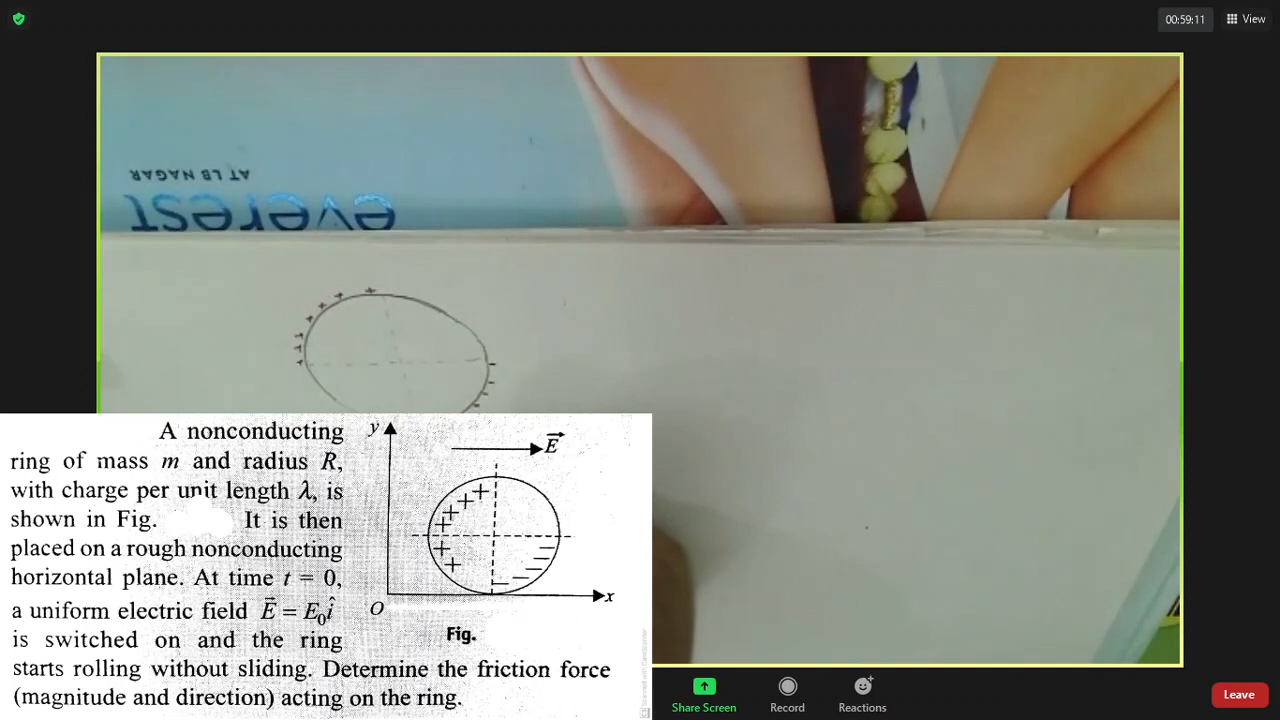 00:59:11
View
AT LB NAGAR
everest
y
E
A nonconducting
ring of mass m and radius R,
with charge per unit length λ, is
shown in Fig. It is then
placed on a rough nonconducting
horizontal plane. At time t = 0,
a uniform electric field E⃗ = E₀î
is switched on and the ring
starts rolling without sliding. Determine the friction force
(magnitude and direction) acting on the ring.
O
x
Fig.
Share Screen
Record
Reactions
Leave